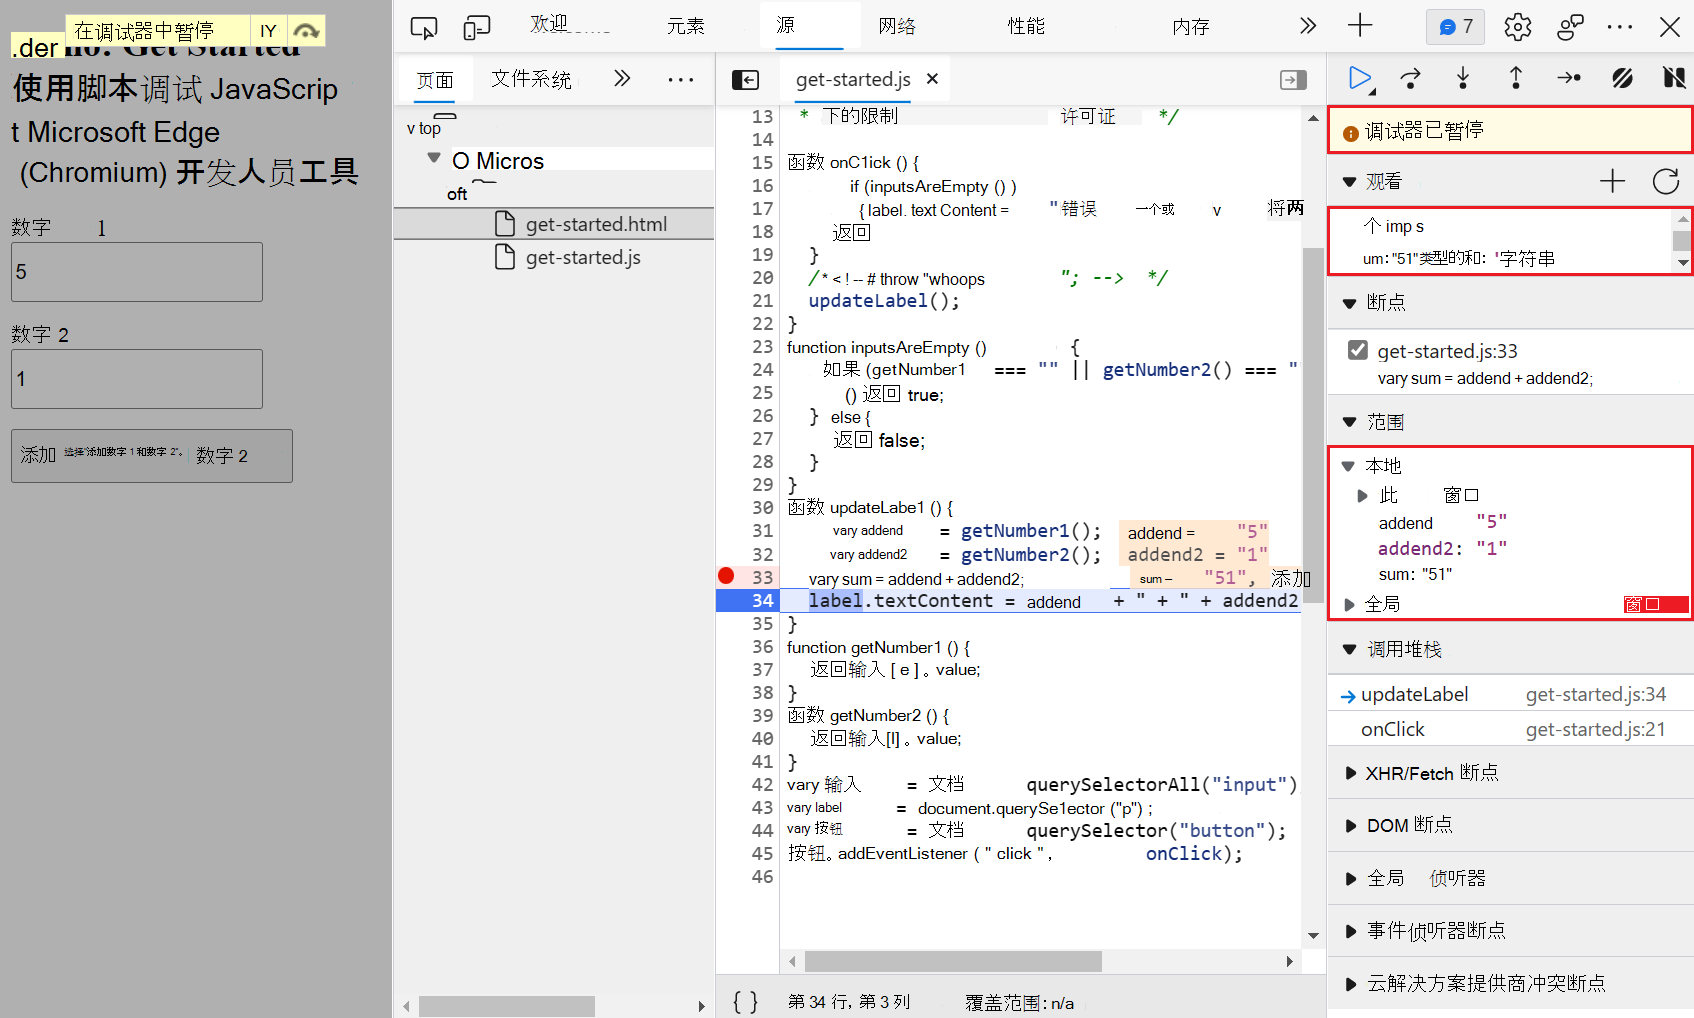 在调试器中暂停 IY
.der no: Get Started
使用脚本调试 JavaScrip
t Microsoft Edge
(Chromium) 开发人员工具
数字 1
5
数字 2
1
添加 选择“添加数字 1 和数字 2”。 数字 2
欢迎 元素 源 网络 性能 内存 7
页面 文件系统
v top
O Micros
oft
get-started.html
get-started.js
get-started.js
13 * 下的限制 许可证 */
14
15 函数 onC1ick () {
16 if (inputsAreEmpty () )
17 { label. text Content = "错误 一个或 v 将两
18 返回
19 }
20 /* < ! -- # throw "whoops "; --> */
21 updateLabel();
22 }
23 function inputsAreEmpty () {
24 如果 (getNumber1 === "" || getNumber2() === "
25 () 返回 true;
26 } else {
27 返回 false;
28 }
29 }
30 函数 updateLabe1 () {
31 vary addend = getNumber1(); addend = "5"
32 vary addend2 = getNumber2(); addend2 = "1"
33 vary sum = addend + addend2; sum – "51", 添加
34 label.textContent = addend + " + " + addend2
35 }
36 function getNumber1 () {
37 返回输入 [ e ] 。value;
38 }
39 函数 getNumber2 () {
40 返回输入[l] 。value;
41 }
42 vary 输入 = 文档 querySelectorAll("input")
43 vary label = document.querySe1ector ("p") ;
44 vary 按钮 = 文档 querySelector("button");
45 按钮。addEventListener ( " click " , onClick);
46
{ } 第 34 行, 第 3 列 覆盖范围: n/a
调试器已暂停
观看
个 imp s
um: "51"类型的和: '字符串
断点
get-started.js:33
vary sum = addend + addend2;
范围
本地
此 窗口
addend "5"
addend2: "1"
sum: "51"
全局 窗口
调用堆栈
updateLabel get-started.js:34
onClick get-started.js:21
XHR/Fetch 断点
DOM 断点
全局 侦听器
事件侦听器断点
云解决方案提供商冲突断点